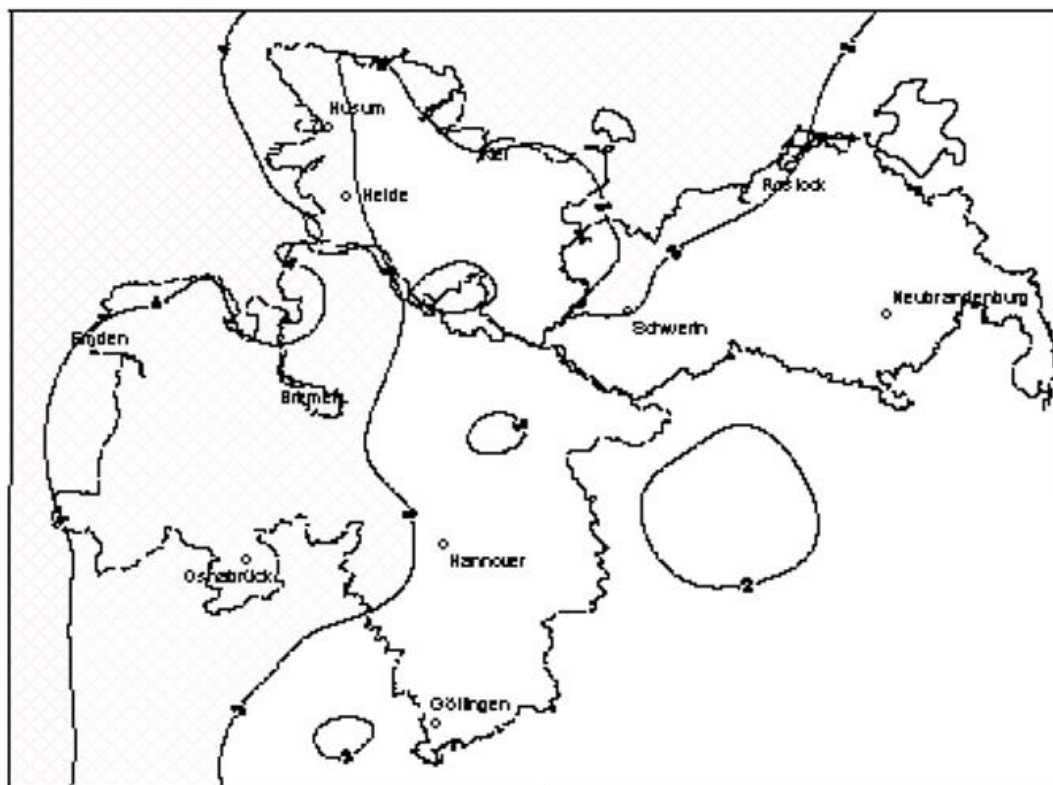 Husum
Kiel
Heide
Rostock
Neubrandenburg
Schwerin
Emden
Bremen
Hannover
Osnabrück
2
Göttingen